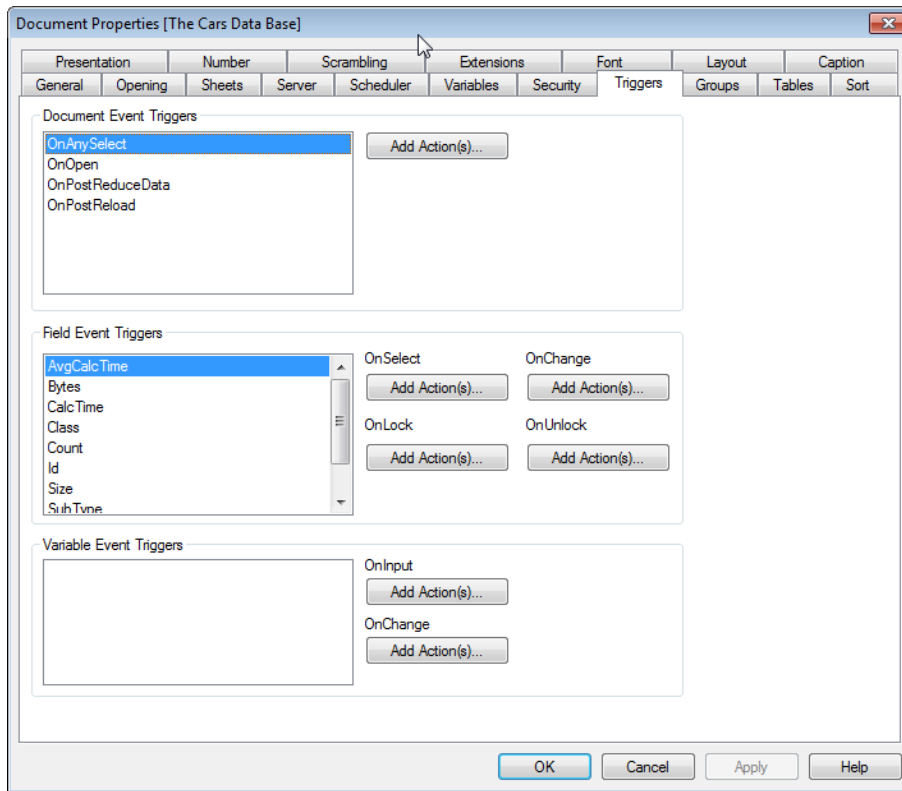 Document Properties [The Cars Data Base]
Presentation Number Scrambling Extensions Font Layout Caption
General Opening Sheets Server Scheduler Variables Security Triggers Groups Tables Sort
Document Event Triggers
OnAnySelect
Add Action(s)...
OnOpen
OnPostReduceData
OnPostReload
Field Event Triggers
AvgCalcTime
Bytes
CalcTime
Class
Count
Id
Size
SubType
OnSelect OnChange
Add Action(s)... Add Action(s)...
OnLock OnUnlock
Add Action(s)... Add Action(s)...
Variable Event Triggers
OnInput
Add Action(s)...
OnChange
Add Action(s)...
OK Cancel Apply Help